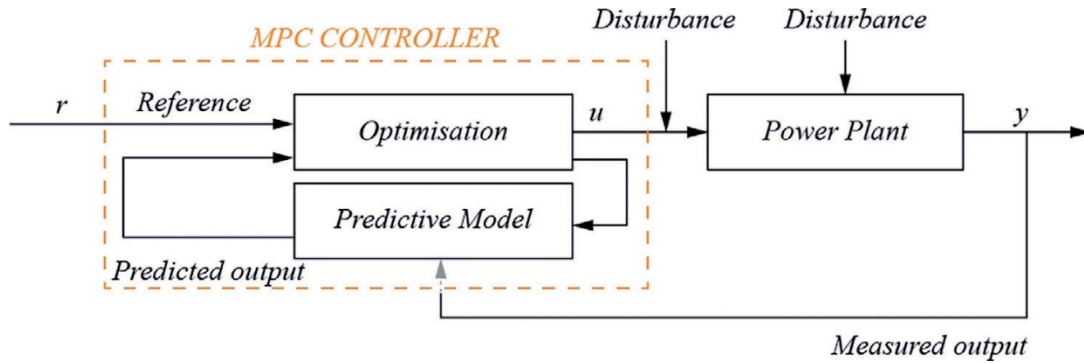 Disturbance Disturbance
MPC CONTROLLER
r Reference
Optimisation
u
Power Plant
y
Predictive Model
Predicted output
Measured output